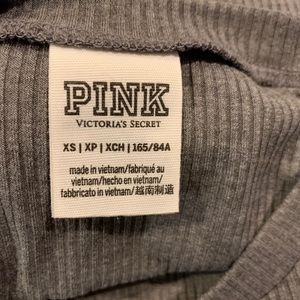 PINK
VICTORIA'S SECRET
XS | XP | XCH | 165/84A
made in vietnam/fabriqué au
vietnam/hecho en vietnam/
fabbricato in vietnam/越南制造